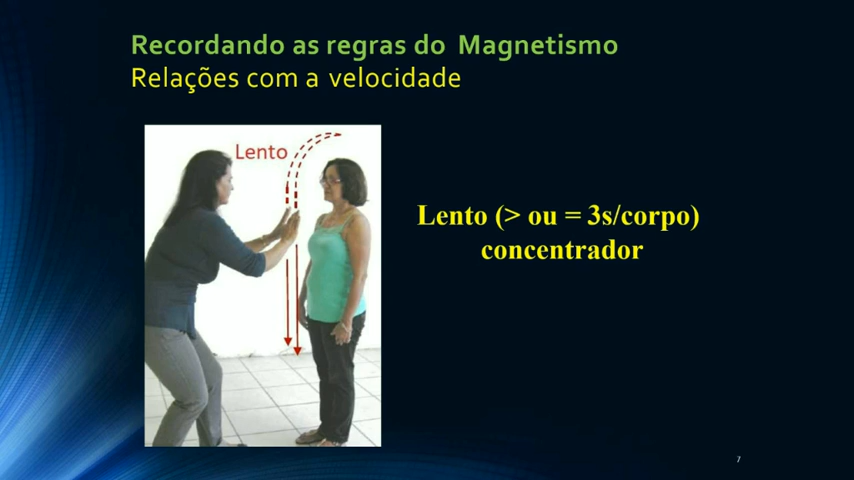 Recordando as regras do Magnetismo
Relações com a velocidade
Lento
Lento (> ou = 3s/corpo)
concentrador
7